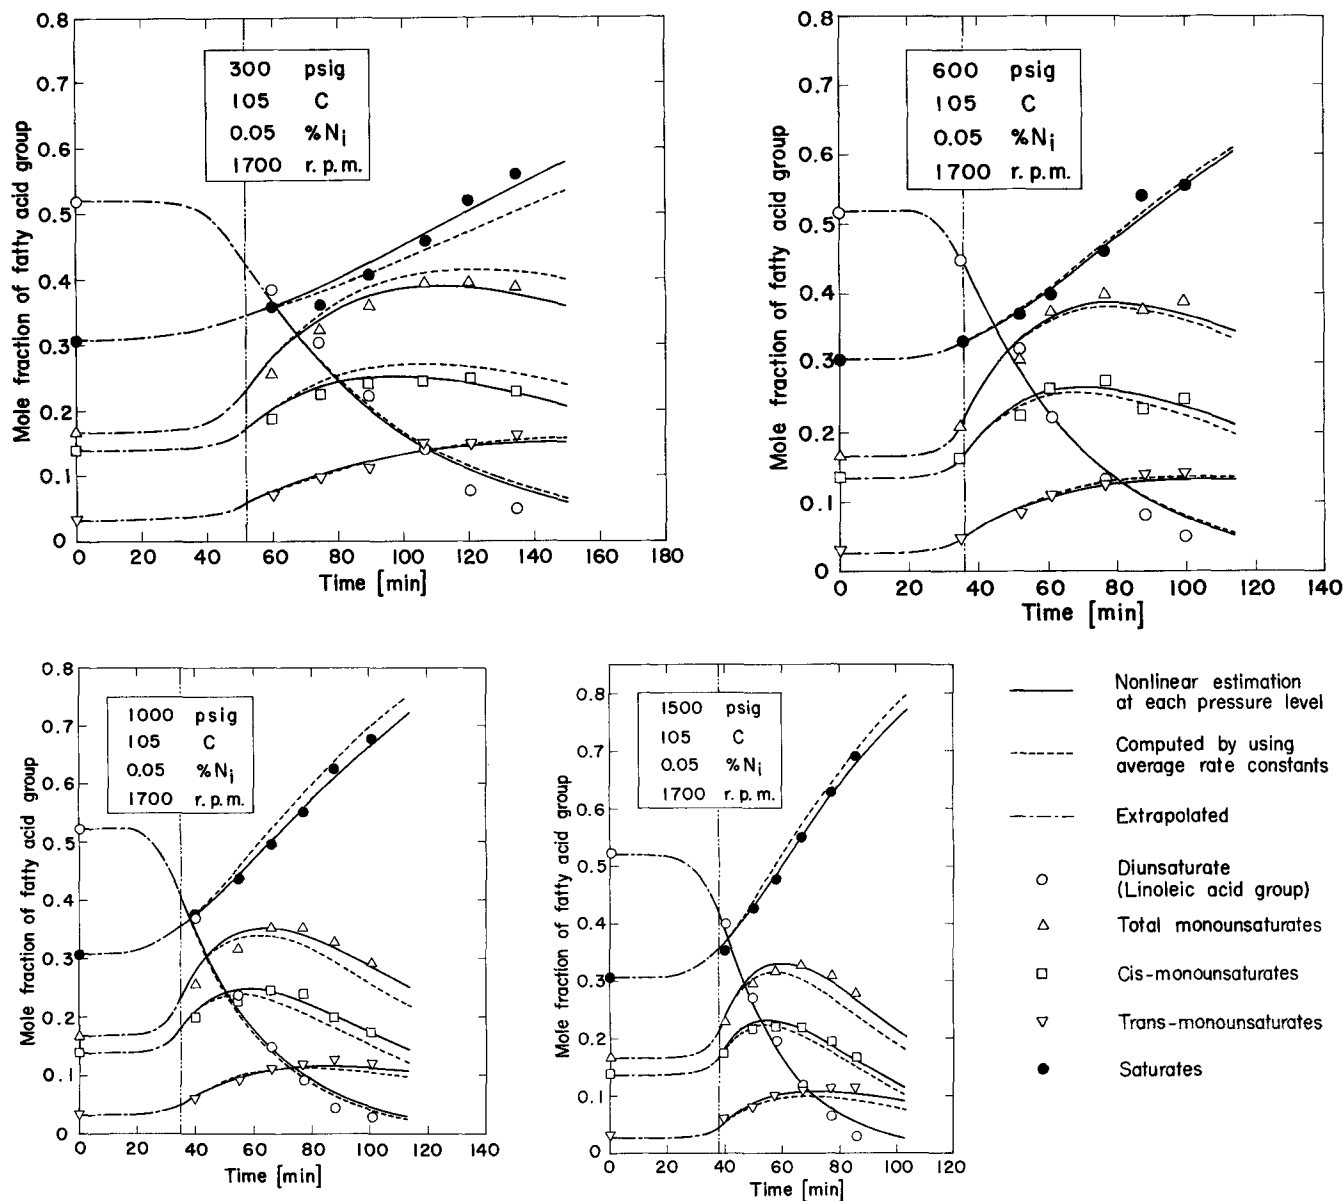 0.8
0.7
0.6
0.5
0.4
0.3
0.2
0.1
0
Mole fraction of fatty acid group
300 psig
105 C
0.05 %Ni
1700 r.p.m.
0 20 40 60 80 100 120 140 160 180
Time [min]
0.8
0.7
0.6
0.5
0.4
0.3
0.2
0.1
0
Mole fraction of fatty acid group
600 psig
105 C
0.05 %Ni
1700 r.p.m.
0 20 40 60 80 100 120 140
Time [min]
0.8
0.7
0.6
0.5
0.4
0.3
0.2
0.1
0
Mole fraction of fatty acid group
1000 psig
105 C
0.05 %Ni
1700 r.p.m.
0 20 40 60 80 100 120 140
Time [min]
0.8
0.7
0.6
0.5
0.4
0.3
0.2
0.1
0
Mole fraction of fatty acid group
1500 psig
105 C
0.05 %Ni
1700 r.p.m.
0 20 40 60 80 100 120
Time [min]
Nonlinear estimation
at each pressure level
Computed by using
average rate constants
Extrapolated
Diunsaturate
(Linoleic acid group)
Total monounsaturates
Cis-monounsaturates
Trans-monounsaturates
Saturates